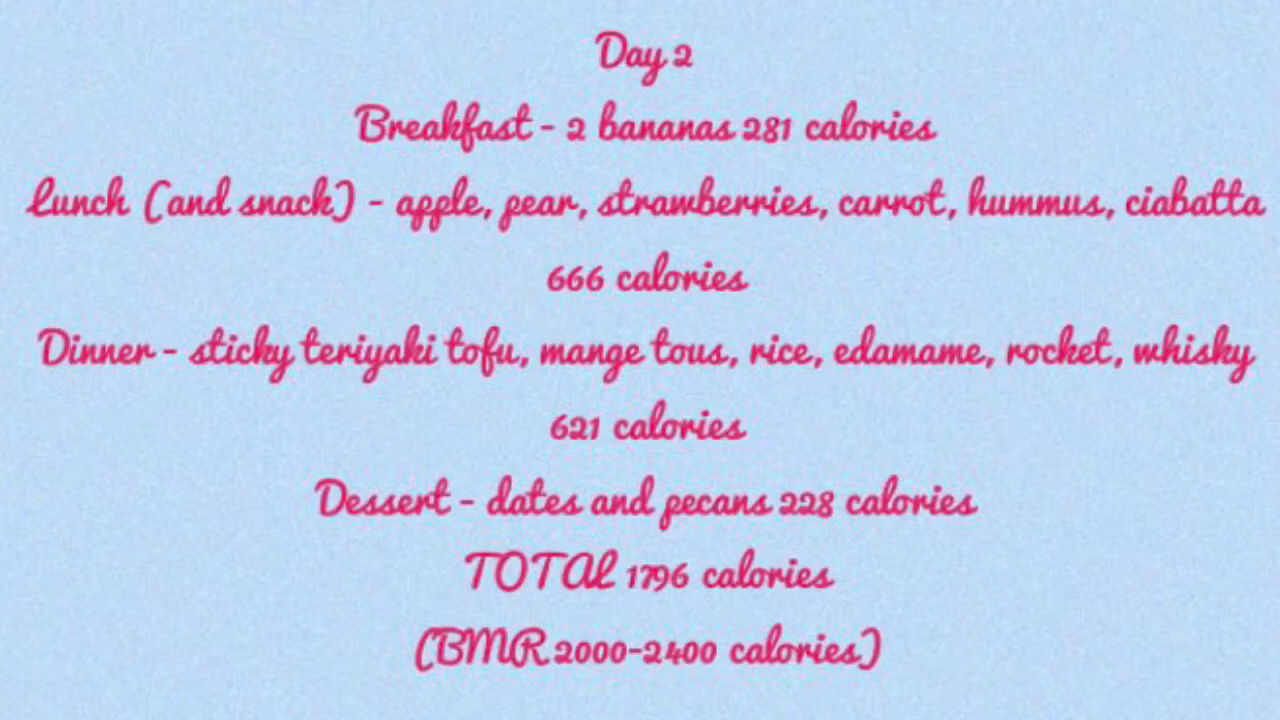 Day 2
Breakfast - 2 bananas 281 calories
Lunch (and snack) - apple, pear, strawberries, carrot, hummus, ciabatta
666 calories
Dinner - sticky teriyaki tofu, mange tous, rice, edamame, rocket, whisky
621 calories
Dessert - dates and pecans 228 calories
TOTAL 1796 calories
(BMR 2000-2400 calories)